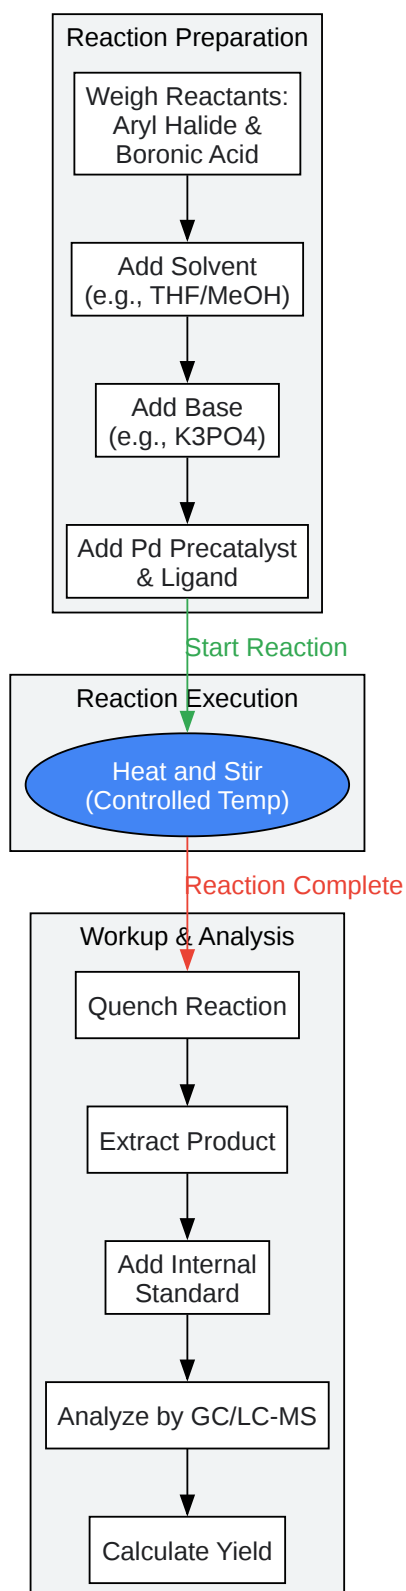 Reaction Preparation
Weigh Reactants:
Aryl Halide &
Boronic Acid
Add Solvent
(e.g., THF/MeOH)
Add Base
(e.g., K3PO4)
Add Pd Precatalyst
& Ligand
Start Reaction
Reaction Execution
Heat and Stir
(Controlled Temp)
Reaction Complete
Workup & Analysis
Quench Reaction
Extract Product
Add Internal
Standard
Analyze by GC/LC-MS
Calculate Yield